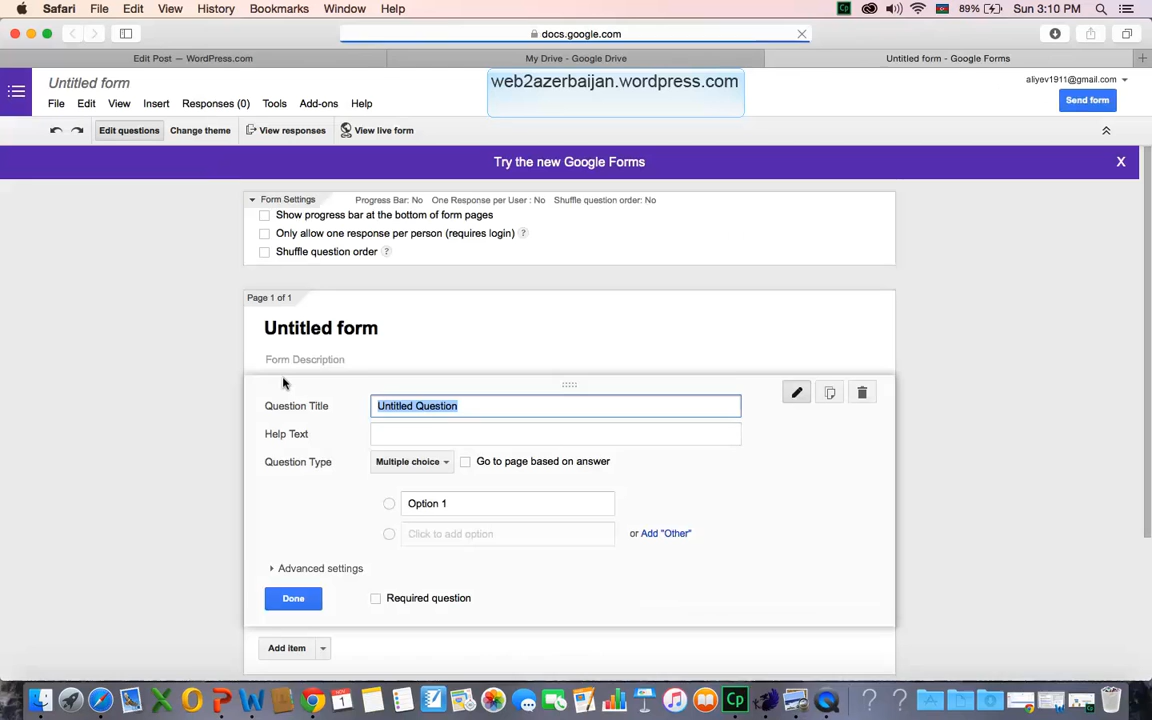 Safari File Edit View History Bookmarks Window Help
89% Sun 3:10 PM
docs.google.com
Edit Post — WordPress.com
My Drive - Google Drive
Untitled form - Google Forms
Untitled form
web2azerbaijan.wordpress.com
aliyev1911@gmail.com
File Edit View Insert Responses (0) Tools Add-ons Help
Send form
Edit questions Change theme View responses View live form
Try the new Google Forms X
Form Settings Progress Bar: No One Response per User : No Shuffle question order: No
Show progress bar at the bottom of form pages
Only allow one response per person (requires login) ?
Shuffle question order ?
Page 1 of 1
Untitled form
Form Description
Question Title Untitled Question
Help Text
Question Type Multiple choice Go to page based on answer
Option 1
Click to add option or Add "Other"
Advanced settings
Done Required question
Add item